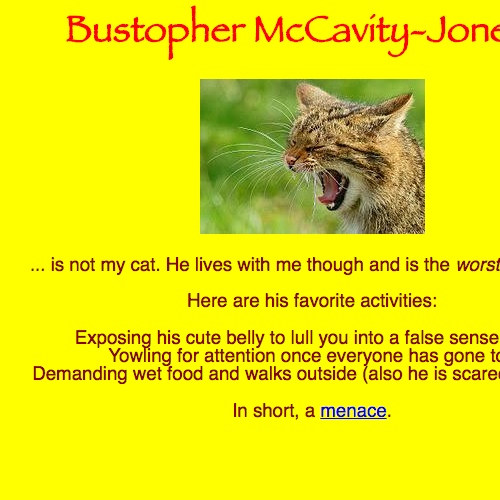 Bustopher McCavity-Jone
... is not my cat. He lives with me though and is the worst
Here are his favorite activities:
Exposing his cute belly to lull you into a false sense
Yowling for attention once everyone has gone to
Demanding wet food and walks outside (also he is scared
In short, a menace.